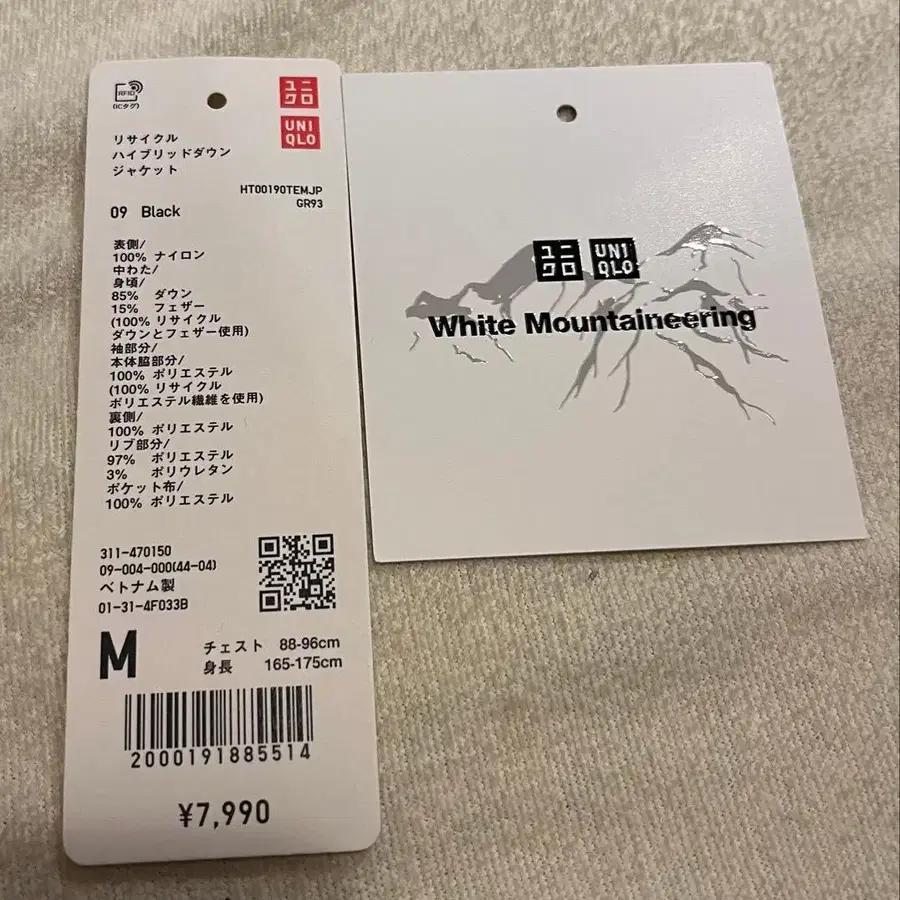 RFID
(ICタグ)
ユニ
クロ
UNI
QLO
リサイクル
ハイブリッドダウン
ジャケット
HT00190TEMJP
GR93
09 Black
表側/
100% ナイロン
中わた/
身頃/
85% ダウン
15% フェザー
(100% リサイクル
ダウンとフェザー使用)
袖部分/
本体脇部分/
100% ポリエステル
(100% リサイクル
ポリエステル繊維を使用)
裏側/
100% ポリエステル
リブ部分/
97% ポリエステル
3% ポリウレタン
ポケット布/
100% ポリエステル
311-470150
09-004-000(44-04)
ベトナム製
01-31-4F033B
M
チェスト 88-96cm
身長 165-175cm
2000191885514
¥7,990
ユニ
クロ
UNI
QLO
White Mountaineering